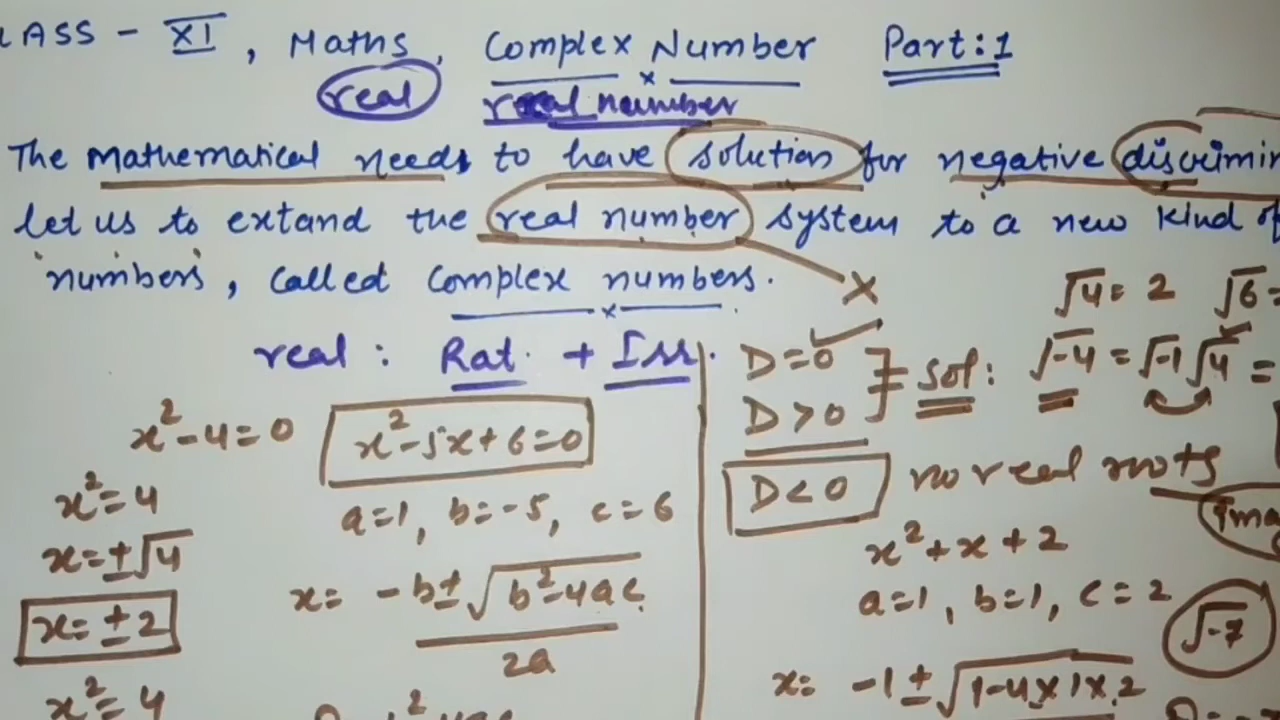 LASS - XI, Maths, Complex Number Part:1
real real number
The Mathematical needs to have solution for negative discrimin
let us to extand the real number system to a new kind of
numbers, called complex numbers.
√4 = 2 √6 =
real : Rat. + Irr.
D=0
D>0
= Sol:
√-4 = √-1 √4 =
x²-4=0
x²-5x+6=0
D<0
no real roots
ima
x²=4
a=1, b=-5, c=6
x²+x+2
x=±√4
x= -b±√b²-4ac
2a
a=1, b=1, c=2
√-7
x=±2
x= -1±√1-4×1×2
x²=4